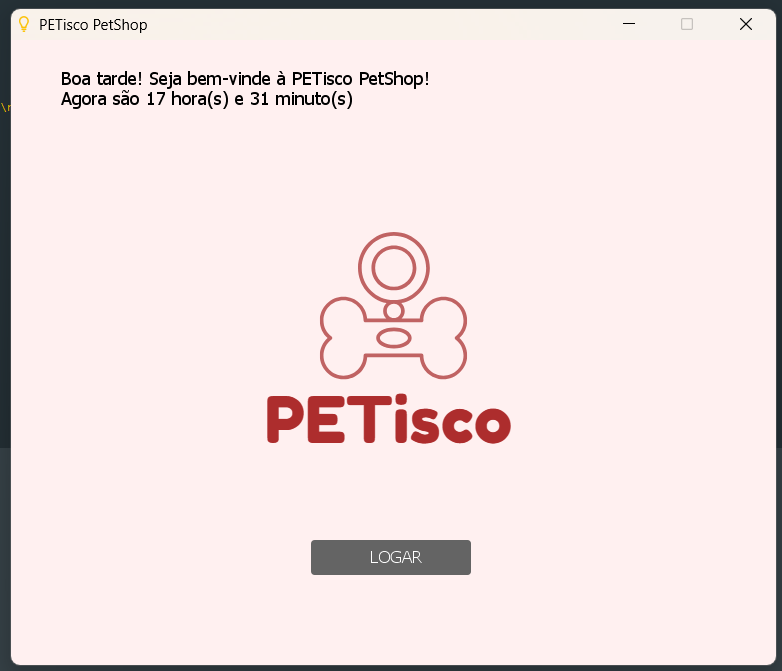 PETisco PetShop
Boa tarde! Seja bem-vinde à PETisco PetShop!
Agora são 17 hora(s) e 31 minuto(s)
PETisco
LOGAR